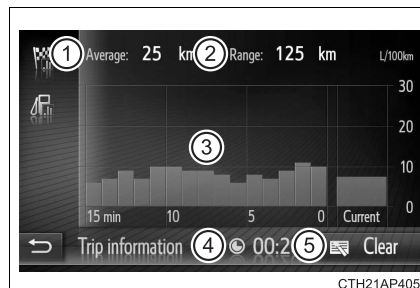 1 Average: 25 km 2 Range: 125 km L/100km
30
20
3
10
0
15 min 10 5 0 Current
Trip information 4 00:2 5 Clear
CTH21AP405